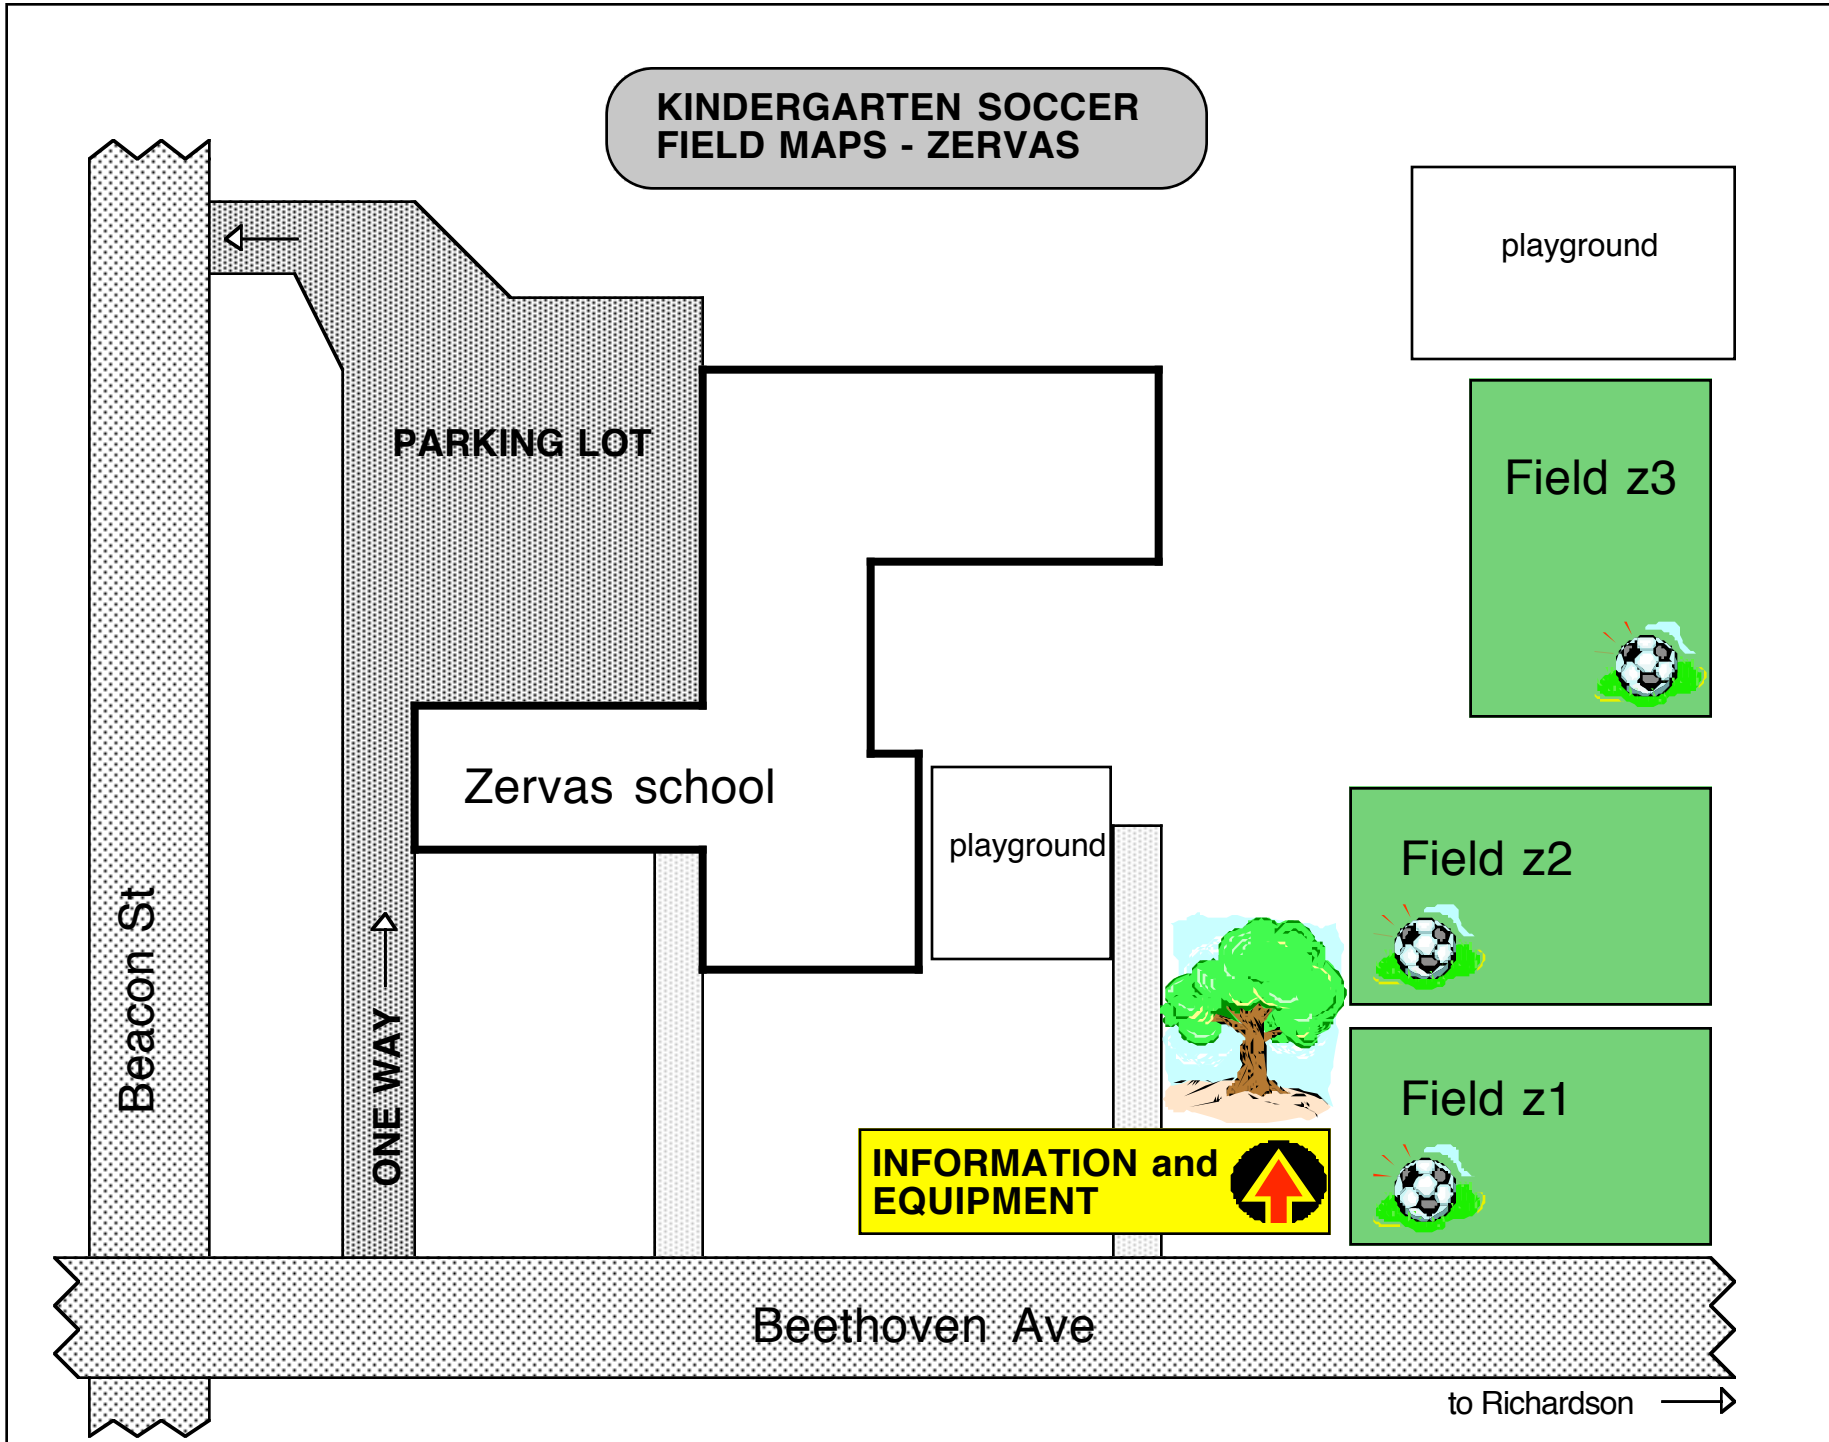 KINDERGARTEN SOCCER
FIELD MAPS - ZERVAS
playground
PARKING LOT
Field z3
Zervas school
playground
Field z2
Beacon St
ONE WAY
Field z1
INFORMATION and
EQUIPMENT
Beethoven Ave
to Richardson